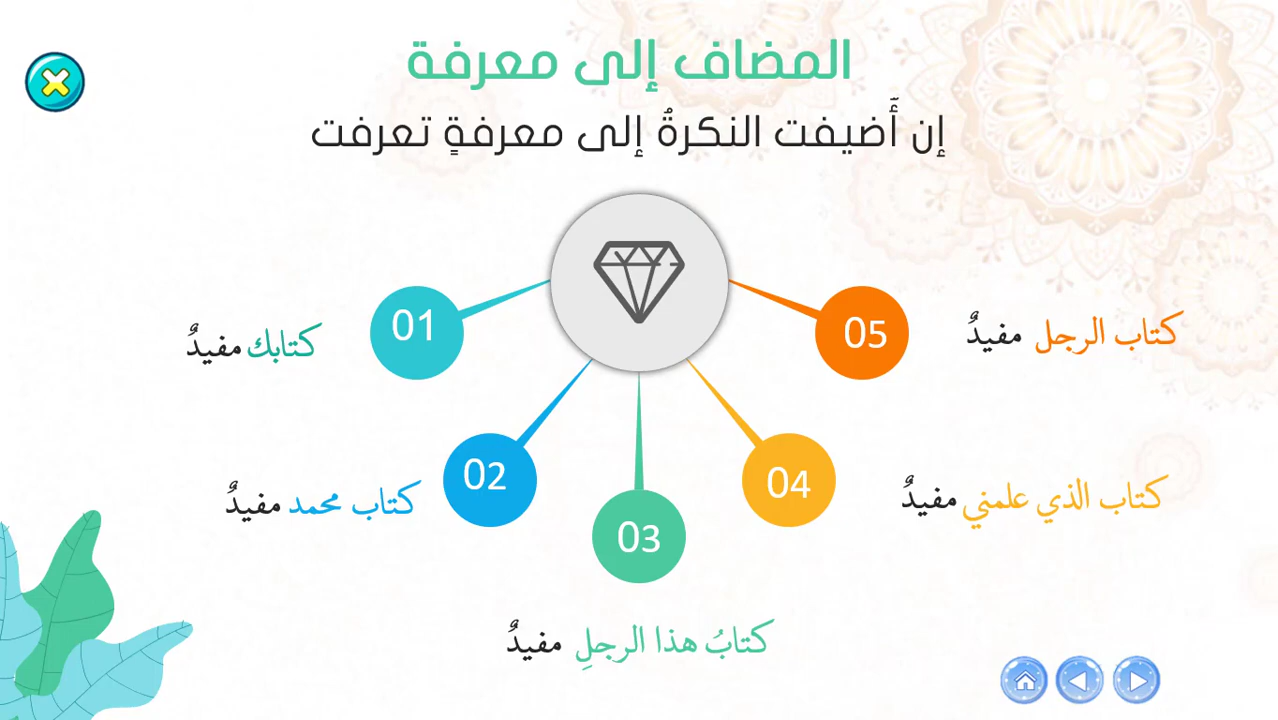 المضاف إلى معرفة
إن أَُضيفت النكرةُ إلى معرفةٍ تعرفت
01
كتابك مفيدٌ
02
كتاب محمد مفيدٌ
03
كتابُ هذا الرجلِ مفيدٌ
04
كتاب الذي علمني مفيدٌ
05
كتاب الرجل مفيدٌ